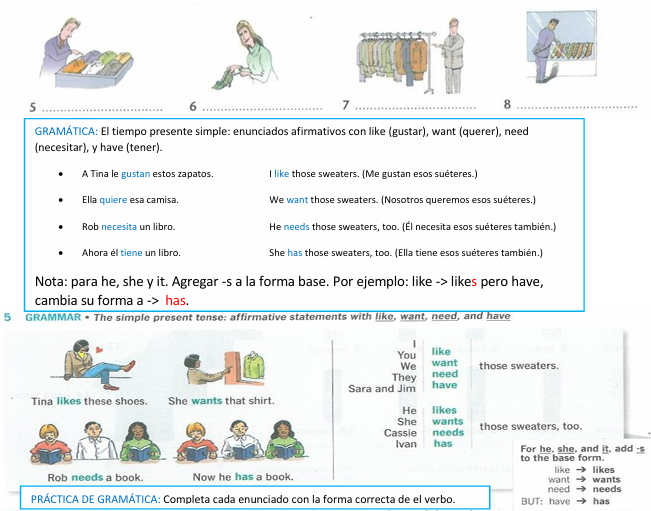 5 ........................
6 ........................
7 ........................
8 ........................
GRAMÁTICA: El tiempo presente simple: enunciados afirmativos con like (gustar), want (querer), need
(necesitar), y have (tener).
• A Tina le gustan estos zapatos. I like those sweaters. (Me gustan esos suéteres.)
• Ella quiere esa camisa. We want those sweaters. (Nosotros queremos esos suéteres.)
• Rob necesita un libro. He needs those sweaters, too. (Él necesita esos suéteres también.)
• Ahora él tiene un libro. She has those sweaters, too. (Ella tiene esos suéteres también.)
Nota: para he, she y it. Agregar -s a la forma base. Por ejemplo: like -> likes pero have,
cambia su forma a -> has.
5 GRAMMAR • The simple present tense: affirmative statements with like, want, need, and have
Tina likes these shoes.
She wants that shirt.
Rob needs a book.
Now he has a book.
I
You
We
They
Sara and Jim
like
want
need
have
those sweaters.
He
She
Cassie
Ivan
likes
wants
needs
has
those sweaters, too.
For he, she, and it, add -s
to the base form.
like → likes
want → wants
need → needs
BUT: have → has
PRÁCTICA DE GRAMÁTICA: Completa cada enunciado con la forma correcta de el verbo.